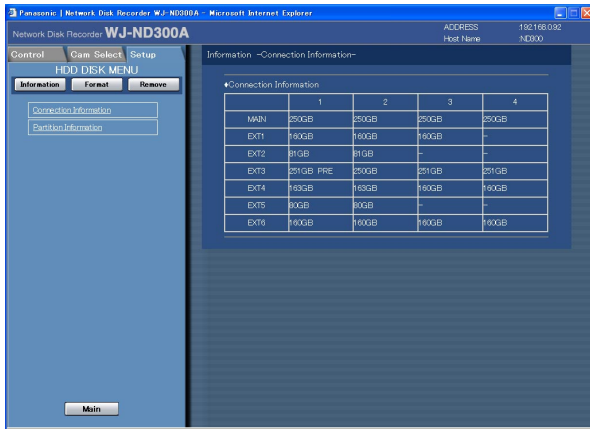 Panasonic | Network Disk Recorder WJ-ND300A - Microsoft Internet Explorer
Network Disk Recorder WJ-ND300A
ADDRESS :192.168.0.92
Host Name :ND300
Control Cam Select Setup
HDD DISK MENU
Information Format Remove
Connection Information
Partition Information
Main
Information -Connection Information-
♦Connection Information
1 2 3 4
MAIN 250GB 250GB 250GB 250GB
EXT1 160GB 160GB 160GB -
EXT2 81GB 81GB - -
EXT3 251GB PRE 250GB 251GB 251GB
EXT4 163GB 163GB 160GB 160GB
EXT5 80GB 80GB - -
EXT6 160GB 160GB 160GB 160GB